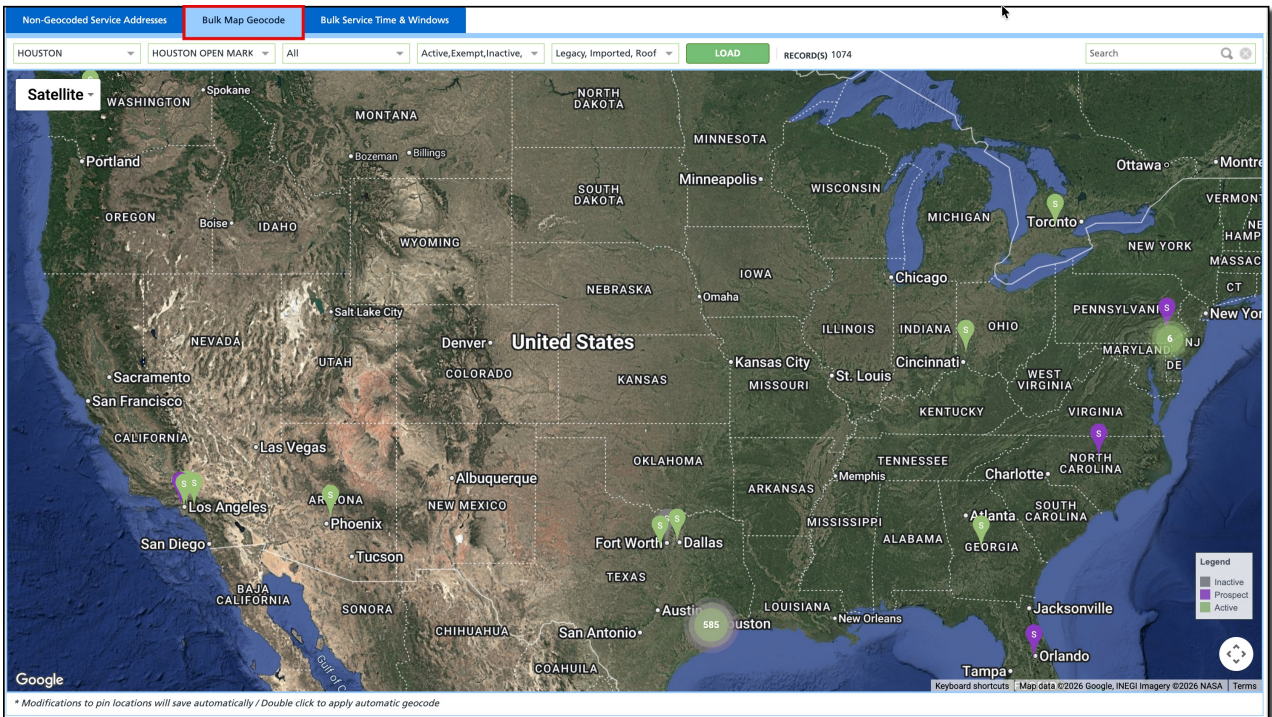 Non-Geocoded Service Addresses Bulk Map Geocode Bulk Service Time & Windows
HOUSTON HOUSTON OPEN MARK All Active,Exempt,Inactive, Legacy, Imported, Roof LOAD RECORD(S) 1074 Search
Satellite
S
WASHINGTON
Spokane
NORTH
DAKOTA
MONTANA
MINNESOTA
Portland
Bozeman
Billings
Ottawa
Montre
Minneapolis
SOUTH
DAKOTA
WISCONSIN
VERMONT
OREGON
Boise
IDAHO
MICHIGAN
S
Toronto
NE
HAMP
WYOMING
NEW YORK
MASSAC
IOWA
Chicago
NEBRASKA
Omaha
CT
Salt Lake City
PENNSYLVANI
S
New Yor
NEVADA
Denver
United States
ILLINOIS
INDIANA
S
OHIO
6
NJ
MARYLAND
UTAH
Kansas City
Cincinnati
DE
Sacramento
COLORADO
KANSAS
MISSOURI
St. Louis
WEST
VIRGINIA
San Francisco
KENTUCKY
VIRGINIA
CALIFORNIA
Las Vegas
S
OKLAHOMA
TENNESSEE
NORTH
CAROLINA
Albuquerque
Memphis
Charlotte
S S
Los Angeles
ARIZONA
S
NEW MEXICO
ARKANSAS
Phoenix
MISSISSIPPI
Atlanta
SOUTH
CAROLINA
San Diego
S S
Fort Worth
Dallas
ALABAMA
S
GEORGIA
Tucson
Legend
TEXAS
Inactive
BAJA
CALIFORNIA
Prospect
SONORA
Austin
LOUISIANA
Jacksonville
Active
585
ouston
New Orleans
CHIHUAHUA
San Antonio
S
Orlando
Gulf of C
COAHUILA
Tampa
Google
Keyboard shortcuts Map data ©2026 Google, INEGI Imagery ©2026 NASA Terms
* Modifications to pin locations will save automatically / Double click to apply automatic geocode